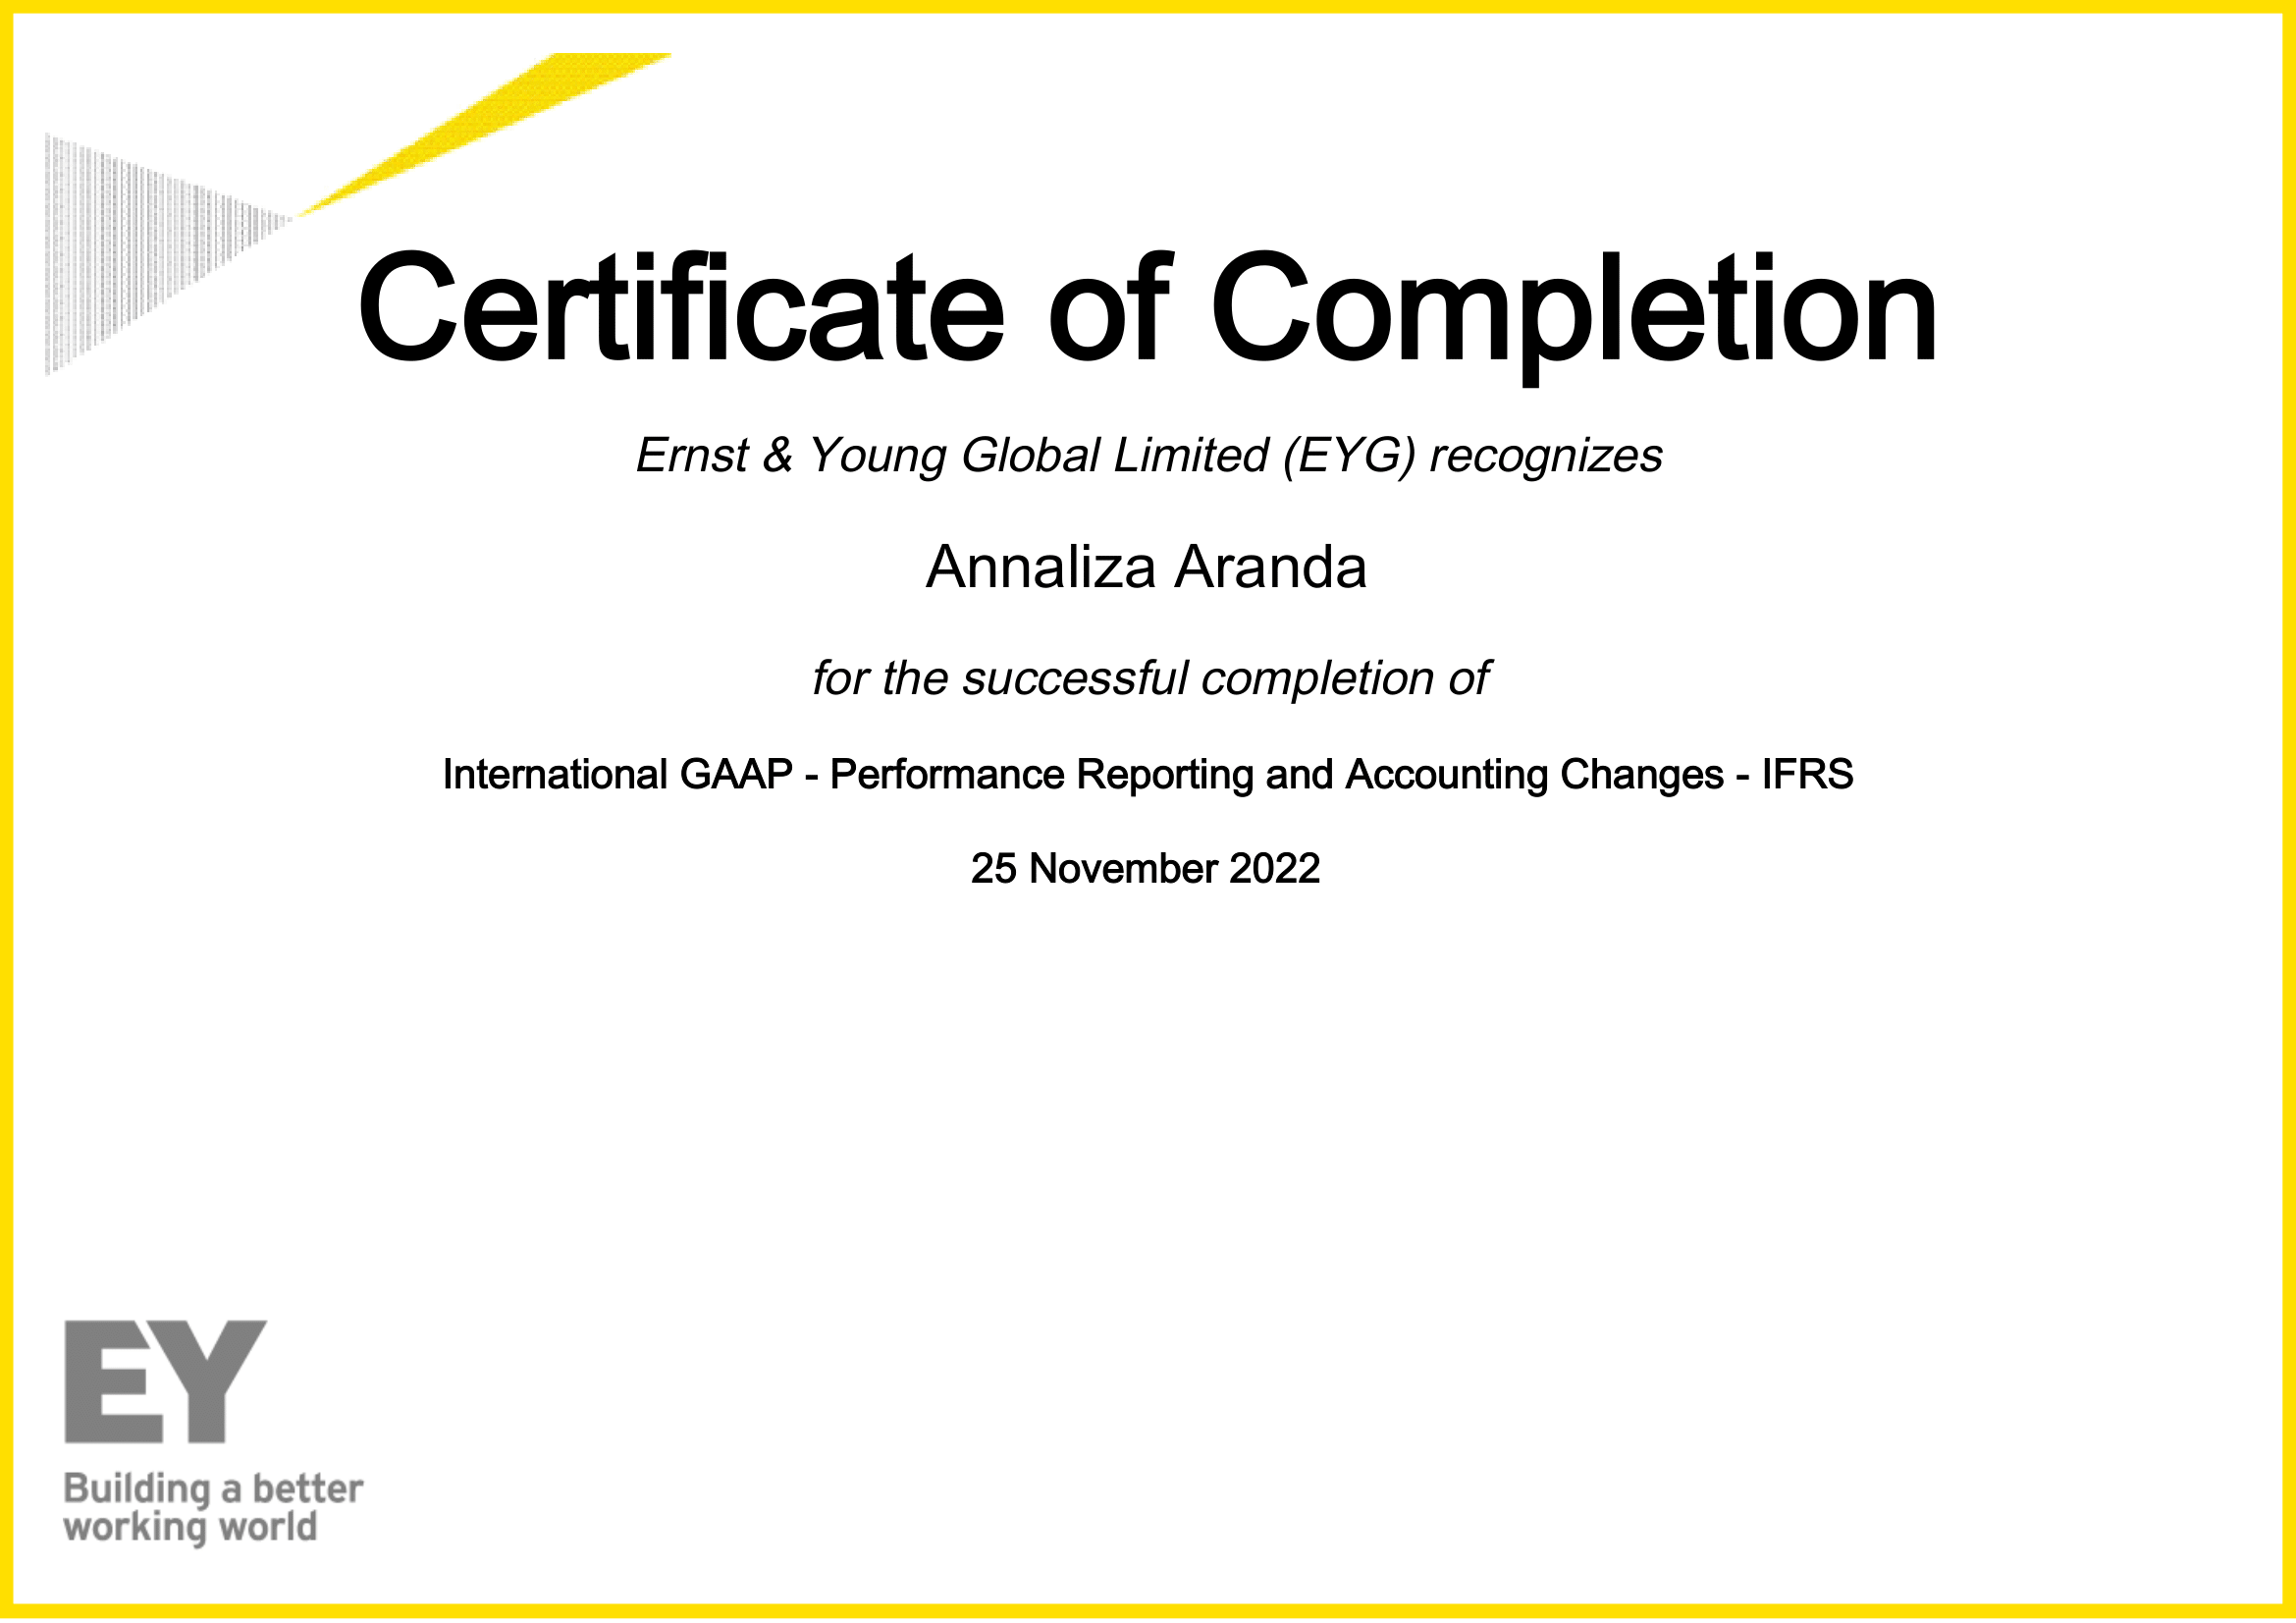 Certificate of Completion
Ernst & Young Global Limited (EYG) recognizes
Annaliza Aranda
for the successful completion of
International GAAP - Performance Reporting and Accounting Changes - IFRS
25 November 2022
EY
Building a better
working world